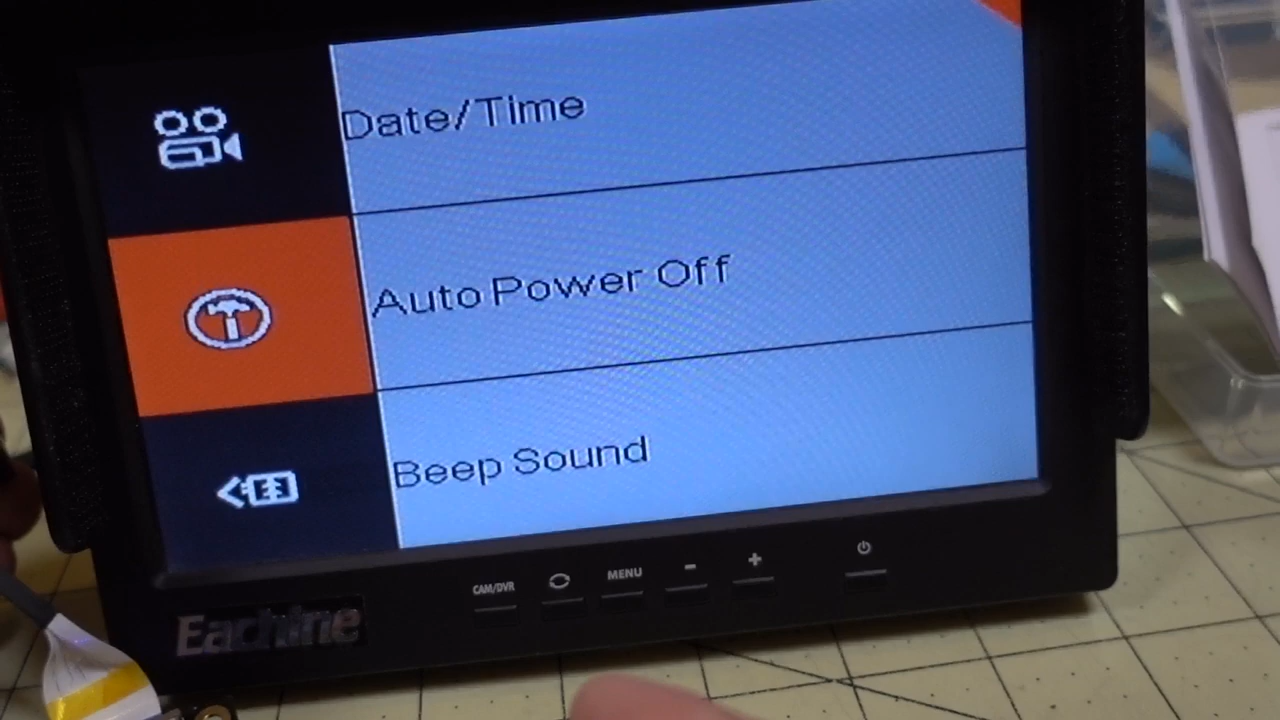 Date/Time
Auto Power Off
Beep Sound
CAM/DVR
MENU
-
+
Eachine